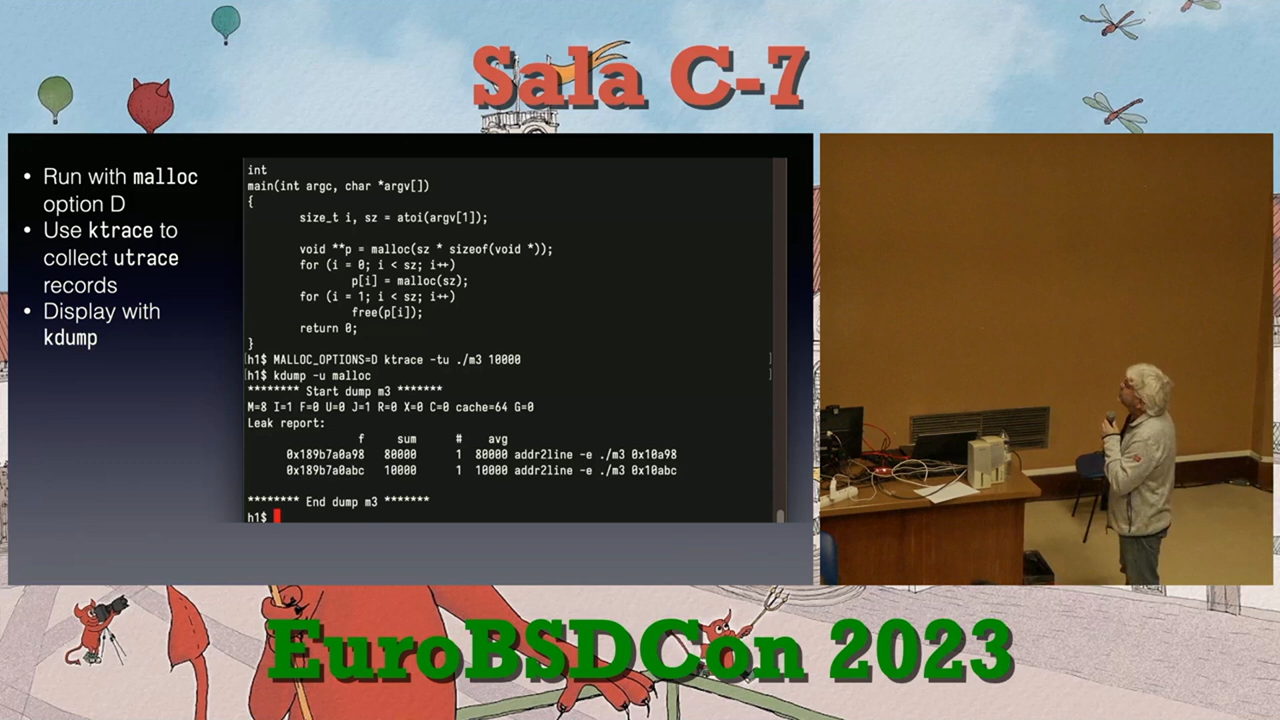 Sala C-7
• Run with malloc
option D
• Use ktrace to
collect utrace
records
• Display with
kdump
int
main(int argc, char *argv[])
{
size_t i, sz = atoi(argv[1]);
void **p = malloc(sz * sizeof(void *));
for (i = 0; i < sz; i++)
p[i] = malloc(sz);
for (i = 1; i < sz; i++)
free(p[i]);
return 0;
}
[h1$ MALLOC_OPTIONS=D ktrace -tu ./m3 10000 ]
[h1$ kdump -u malloc ]
******** Start dump m3 *******
M=8 I=1 F=0 U=0 J=1 R=0 X=0 C=0 cache=64 G=0
Leak report:
f sum # avg
0x189b7a0a98 80000 1 80000 addr2line -e ./m3 0x10a98
0x189b7a0abc 10000 1 10000 addr2line -e ./m3 0x10abc
******** End dump m3 *******
h1$
EuroBSDCon 2023